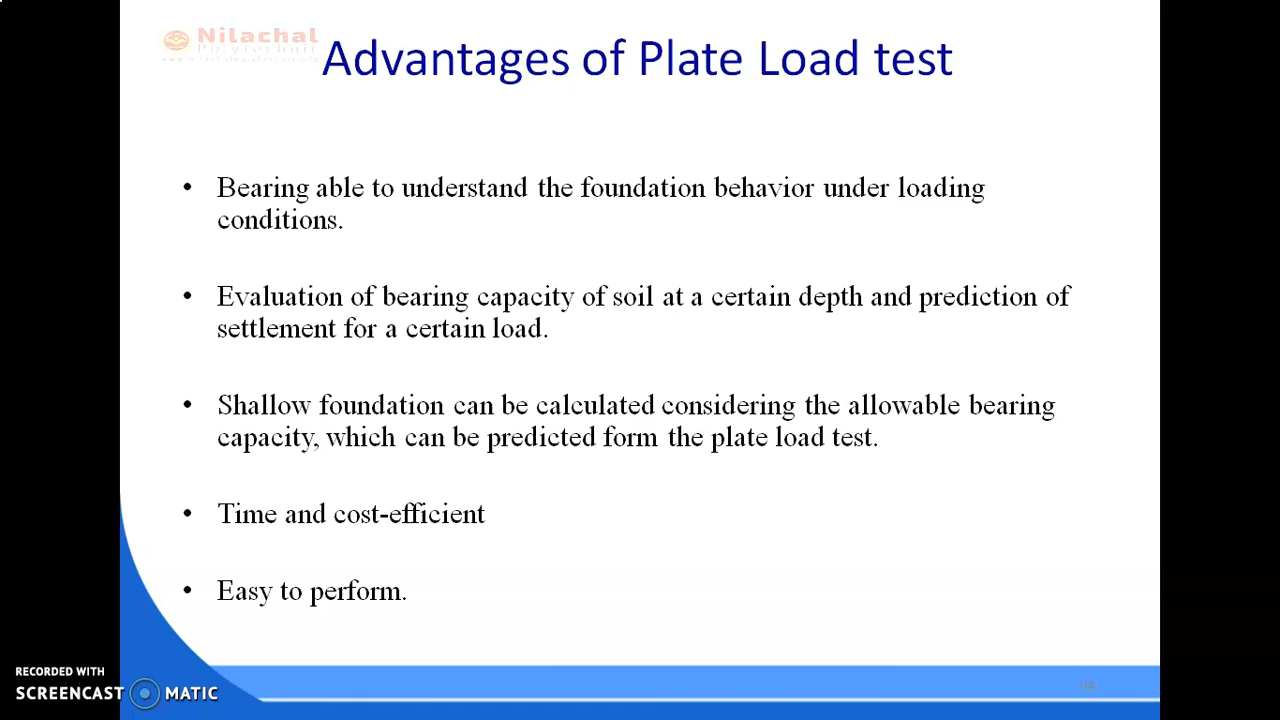 Nilachal
Polytechnic
Advantages of Plate Load test
• Bearing able to understand the foundation behavior under loading
conditions.
• Evaluation of bearing capacity of soil at a certain depth and prediction of
settlement for a certain load.
• Shallow foundation can be calculated considering the allowable bearing
capacity, which can be predicted form the plate load test.
• Time and cost-efficient
• Easy to perform.
RECORDED WITH
SCREENCAST MATIC